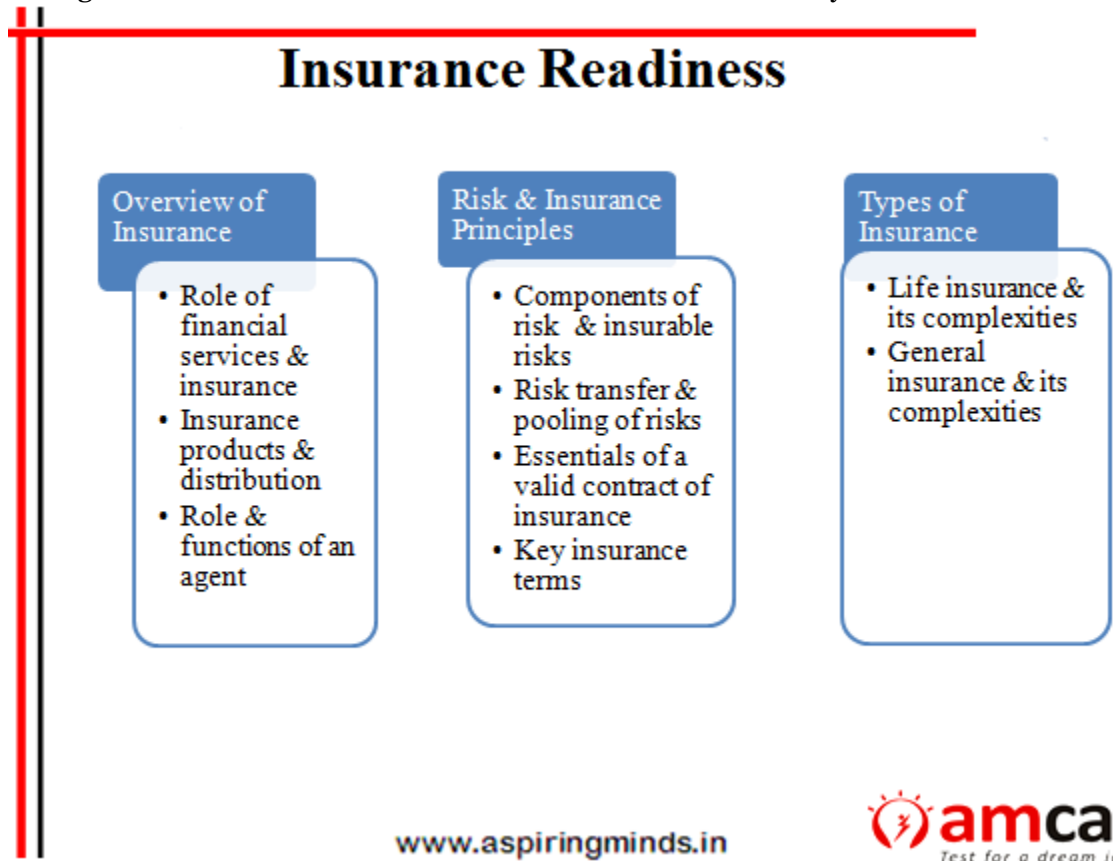 Insurance Readiness
Overview of
Insurance
• Role of
financial
services &
insurance
• Insurance
products &
distribution
• Role &
functions of an
agent
Risk & Insurance
Principles
• Components of
risk & insurable
risks
• Risk transfer &
pooling of risks
• Essentials of a
valid contract of
insurance
• Key insurance
terms
Types of
Insurance
• Life insurance &
its complexities
• General
insurance & its
complexities
www.aspiringminds.in
amca
Test for a dream